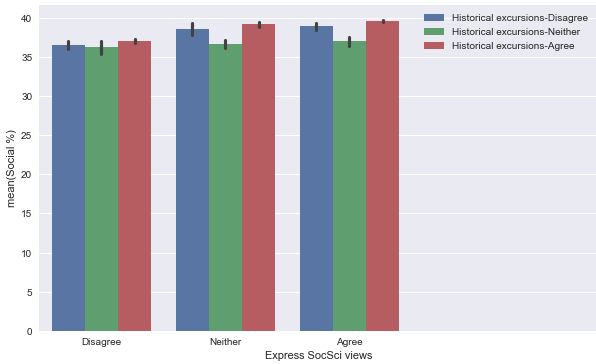 Historical excursions-Disagree
Historical excursions-Neither
Historical excursions-Agree
40
35
30
25
20
15
10
5
0
mean(Social %)
Disagree Neither Agree
Express SocSci views